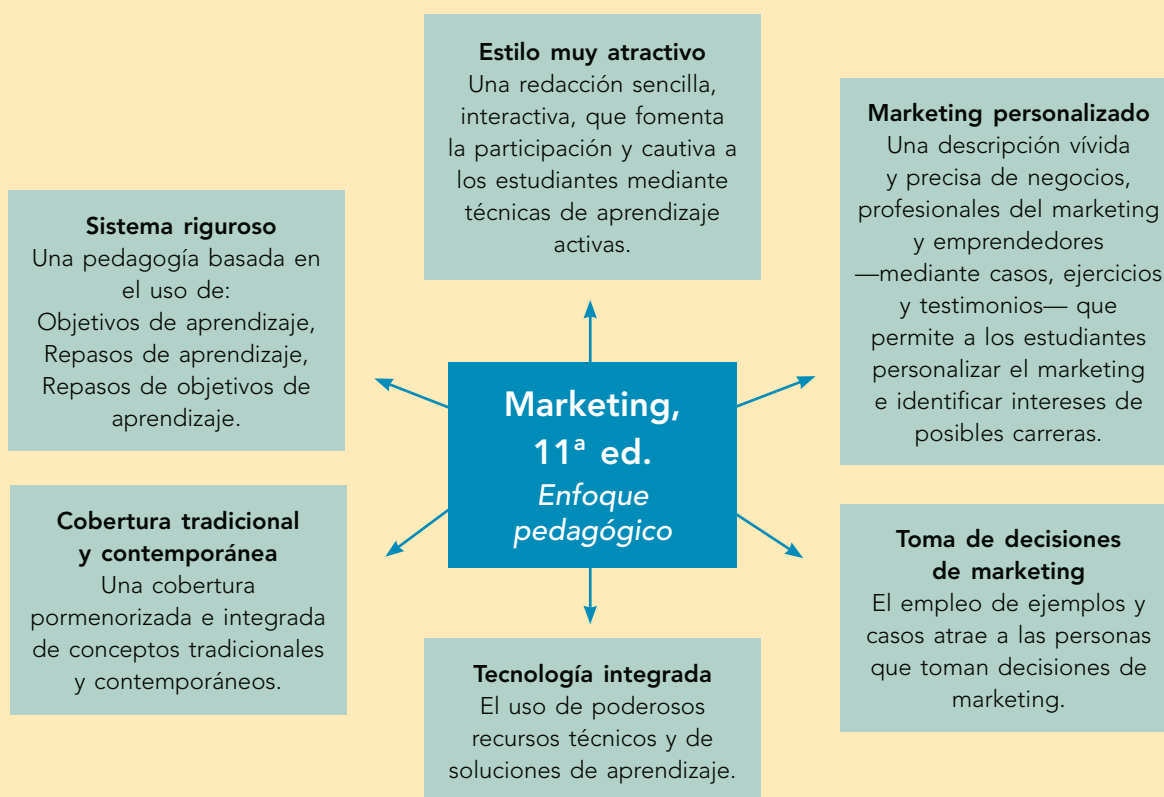 Estilo muy atractivo
Una redacción sencilla,
interactiva, que fomenta
la participación y cautiva a
los estudiantes mediante
técnicas de aprendizaje
activas.
Marketing personalizado
Una descripción vívida
y precisa de negocios,
profesionales del marketing
y emprendedores
—mediante casos, ejercicios
y testimonios— que
permite a los estudiantes
personalizar el marketing
e identificar intereses de
posibles carreras.
Sistema riguroso
Una pedagogía basada en
el uso de:
Objetivos de aprendizaje,
Repasos de aprendizaje,
Repasos de objetivos de
aprendizaje.
Marketing,
11ª ed.
Enfoque
pedagógico
Cobertura tradicional
y contemporánea
Una cobertura
pormenorizada e integrada
de conceptos tradicionales
y contemporáneos.
Toma de decisiones
de marketing
El empleo de ejemplos y
casos atrae a las personas
que toman decisiones de
marketing.
Tecnología integrada
El uso de poderosos
recursos técnicos y de
soluciones de aprendizaje.